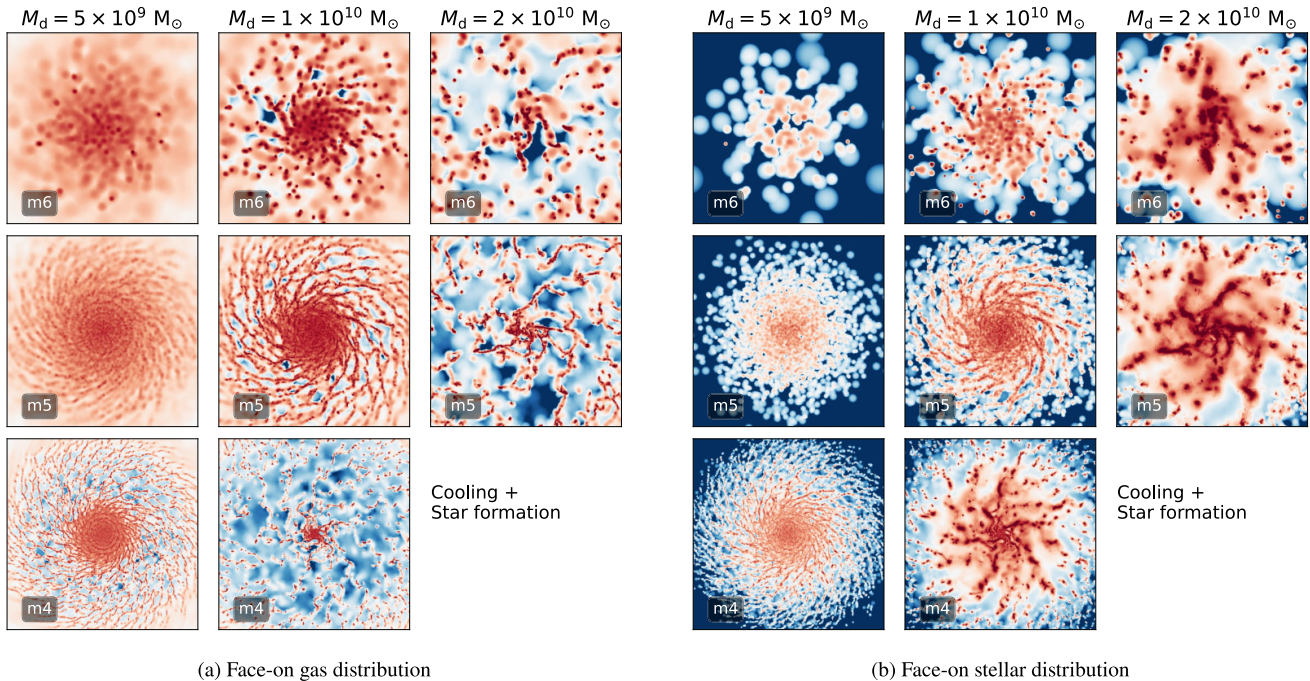 M_d = 5 × 10^9 M_⊙
M_d = 1 × 10^10 M_⊙
M_d = 2 × 10^10 M_⊙
m6
m6
m6
m5
m5
m5
m4
m4
Cooling +
Star formation
(a) Face-on gas distribution
M_d = 5 × 10^9 M_⊙
M_d = 1 × 10^10 M_⊙
M_d = 2 × 10^10 M_⊙
m6
m6
m6
m5
m5
m5
m4
m4
Cooling +
Star formation
(b) Face-on stellar distribution